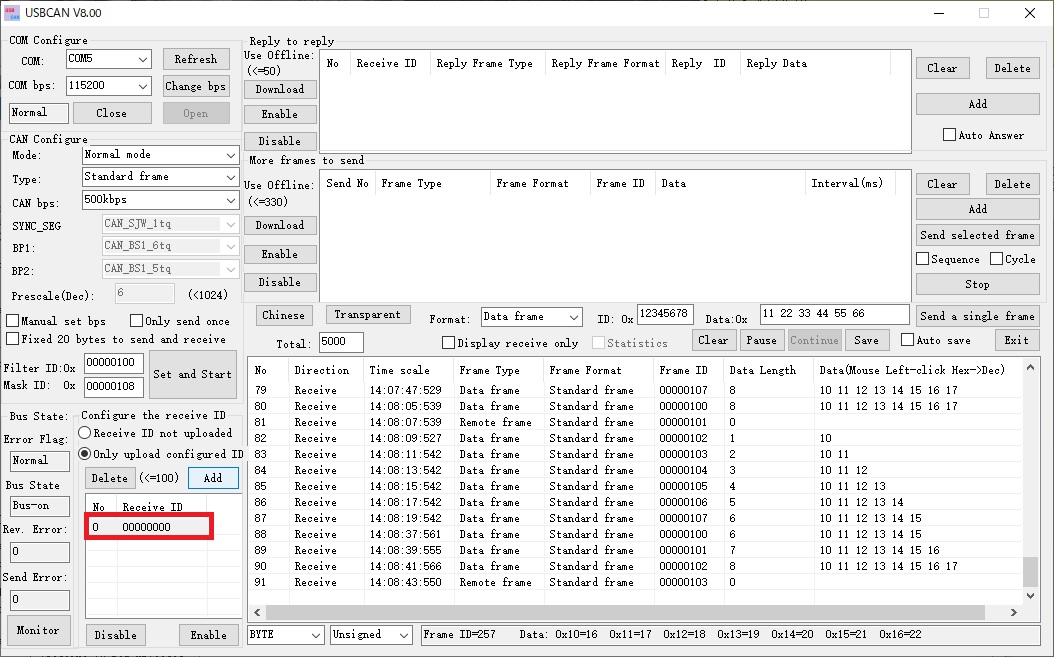 USBCAN V8.00
COM Configure
COM: COM5 Refresh
COM bps: 115200 Change bps
Normal Close Open
CAN Configure
Mode: Normal mode
Type: Standard frame
CAN bps: 500kbps
SYNC_SEG CAN_SJW_1tq
BP1: CAN_BS1_6tq
BP2: CAN_BS1_5tq
Prescale(Dec): 6 (<1024)
Manual set bps Only send once
Fixed 20 bytes to send and receive
Filter ID:0x 00000100
Mask ID: 0x 00000108
Set and Start
Bus State:
Error Flag:
Normal
Bus State
Bus-on
Rev. Error:
0
Send Error:
0
Monitor
Configure the receive ID
Receive ID not uploaded
Only upload configured ID
Delete (<=100) Add
No Receive ID
0 00000000
Disable Enable
Reply to reply
Use Offline:
(<=50)
Download
Enable
Disable
No Receive ID Reply Frame Type Reply Frame Format Reply ID Reply Data
Clear Delete
Add
Auto Answer
More frames to send
Use Offline:
(<=330)
Download
Enable
Disable
Send No Frame Type Frame Format Frame ID Data Interval(ms)
Clear Delete
Add
Send selected frame
Sequence Cycle
Stop
Chinese Transparent Format: Data frame ID: 0x 12345678 Data:0x 11 22 33 44 55 66 Send a single frame
Total: 5000 Display receive only Statistics Clear Pause Continue Save Auto save Exit
No Direction Time scale Frame Type Frame Format Frame ID Data Length Data(Mouse Left-click Hex->Dec)
79 Receive 14:07:47:529 Data frame Standard frame 00000107 8 10 11 12 13 14 15 16 17
80 Receive 14:08:05:539 Data frame Standard frame 00000100 8 10 11 12 13 14 15 16 17
81 Receive 14:08:07:539 Remote frame Standard frame 00000101 0
82 Receive 14:08:09:527 Data frame Standard frame 00000102 1 10
83 Receive 14:08:11:542 Data frame Standard frame 00000103 2 10 11
84 Receive 14:08:13:542 Data frame Standard frame 00000104 3 10 11 12
85 Receive 14:08:15:542 Data frame Standard frame 00000105 4 10 11 12 13
86 Receive 14:08:17:542 Data frame Standard frame 00000106 5 10 11 12 13 14
87 Receive 14:08:19:542 Data frame Standard frame 00000107 6 10 11 12 13 14 15
88 Receive 14:08:37:561 Data frame Standard frame 00000100 6 10 11 12 13 14 15
89 Receive 14:08:39:555 Data frame Standard frame 00000101 7 10 11 12 13 14 15 16
90 Receive 14:08:41:566 Data frame Standard frame 00000102 8 10 11 12 13 14 15 16 17
91 Receive 14:08:43:550 Remote frame Standard frame 00000103 0
BYTE Unsigned Frame ID=257 Data: 0x10=16 0x11=17 0x12=18 0x13=19 0x14=20 0x15=21 0x16=22